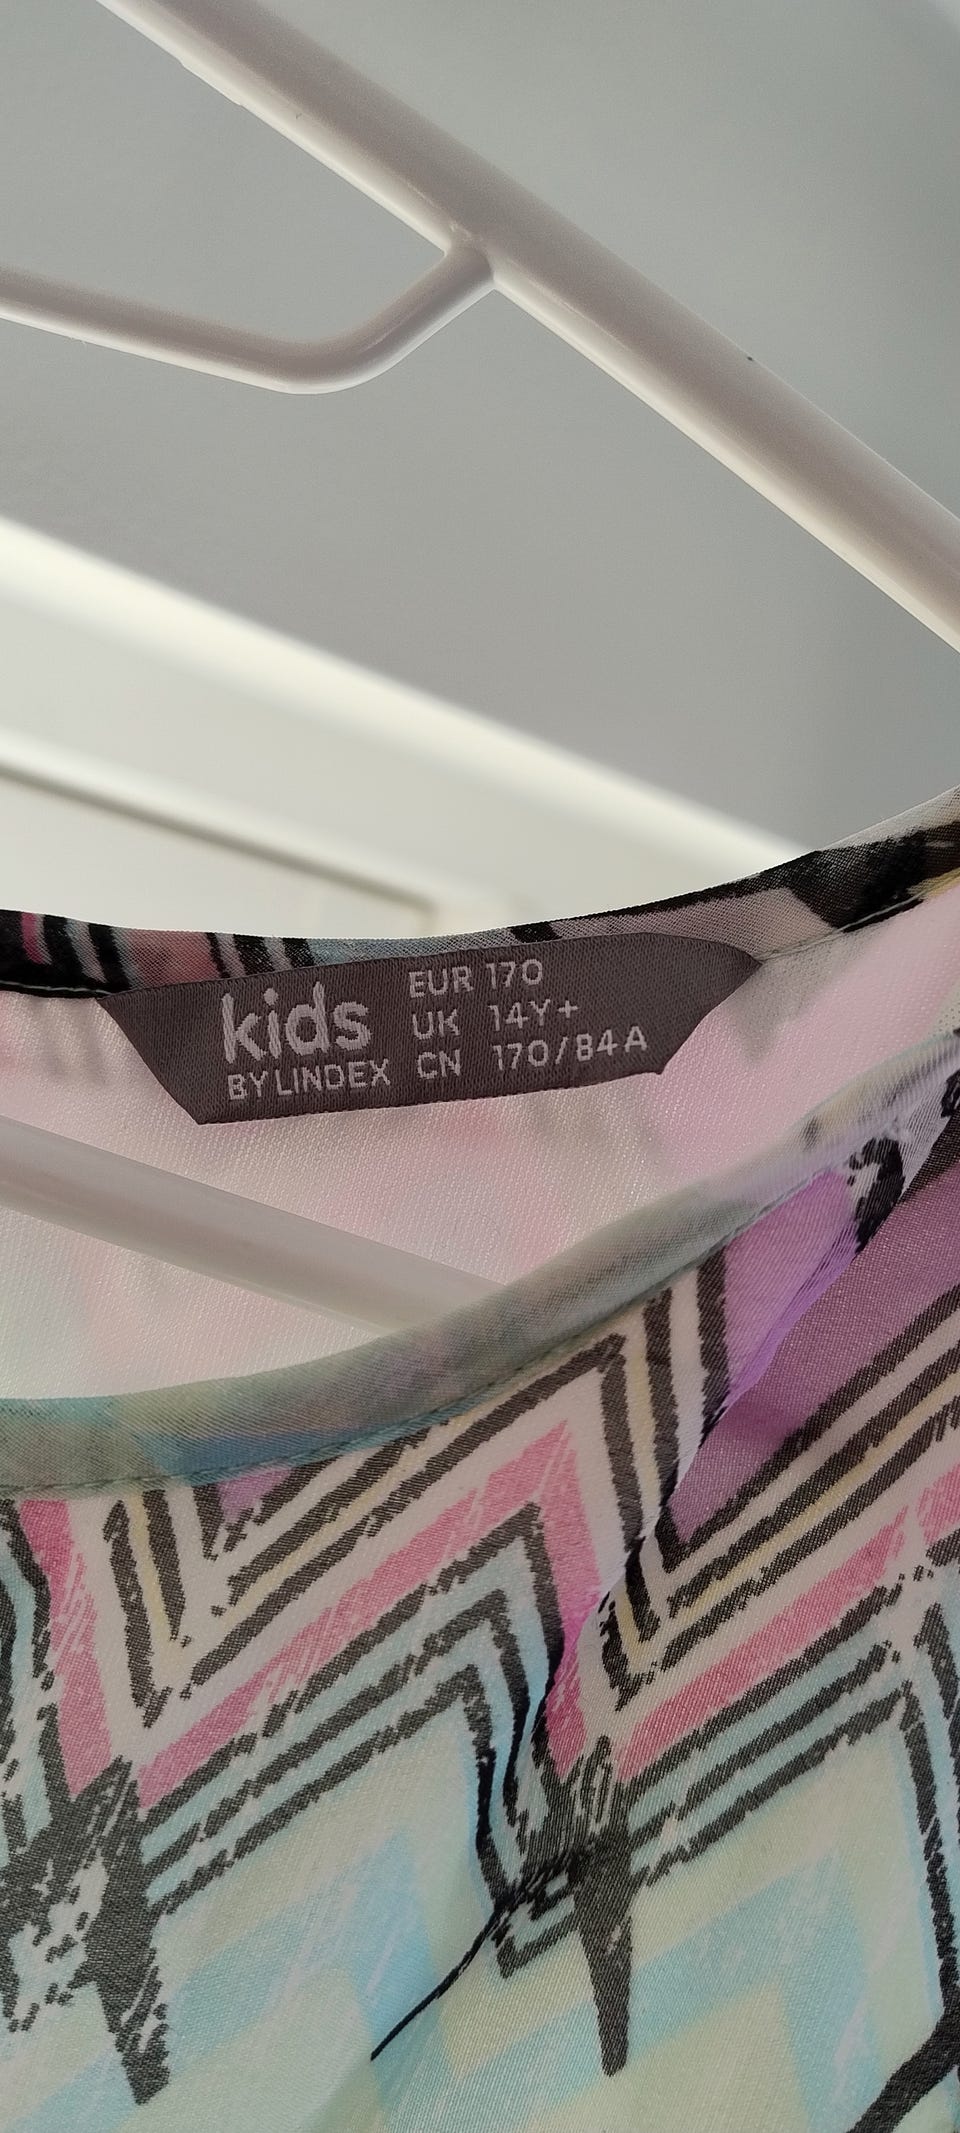 kids
BY LINDEX
EUR 170
UK 14Y+
CN 170/84A